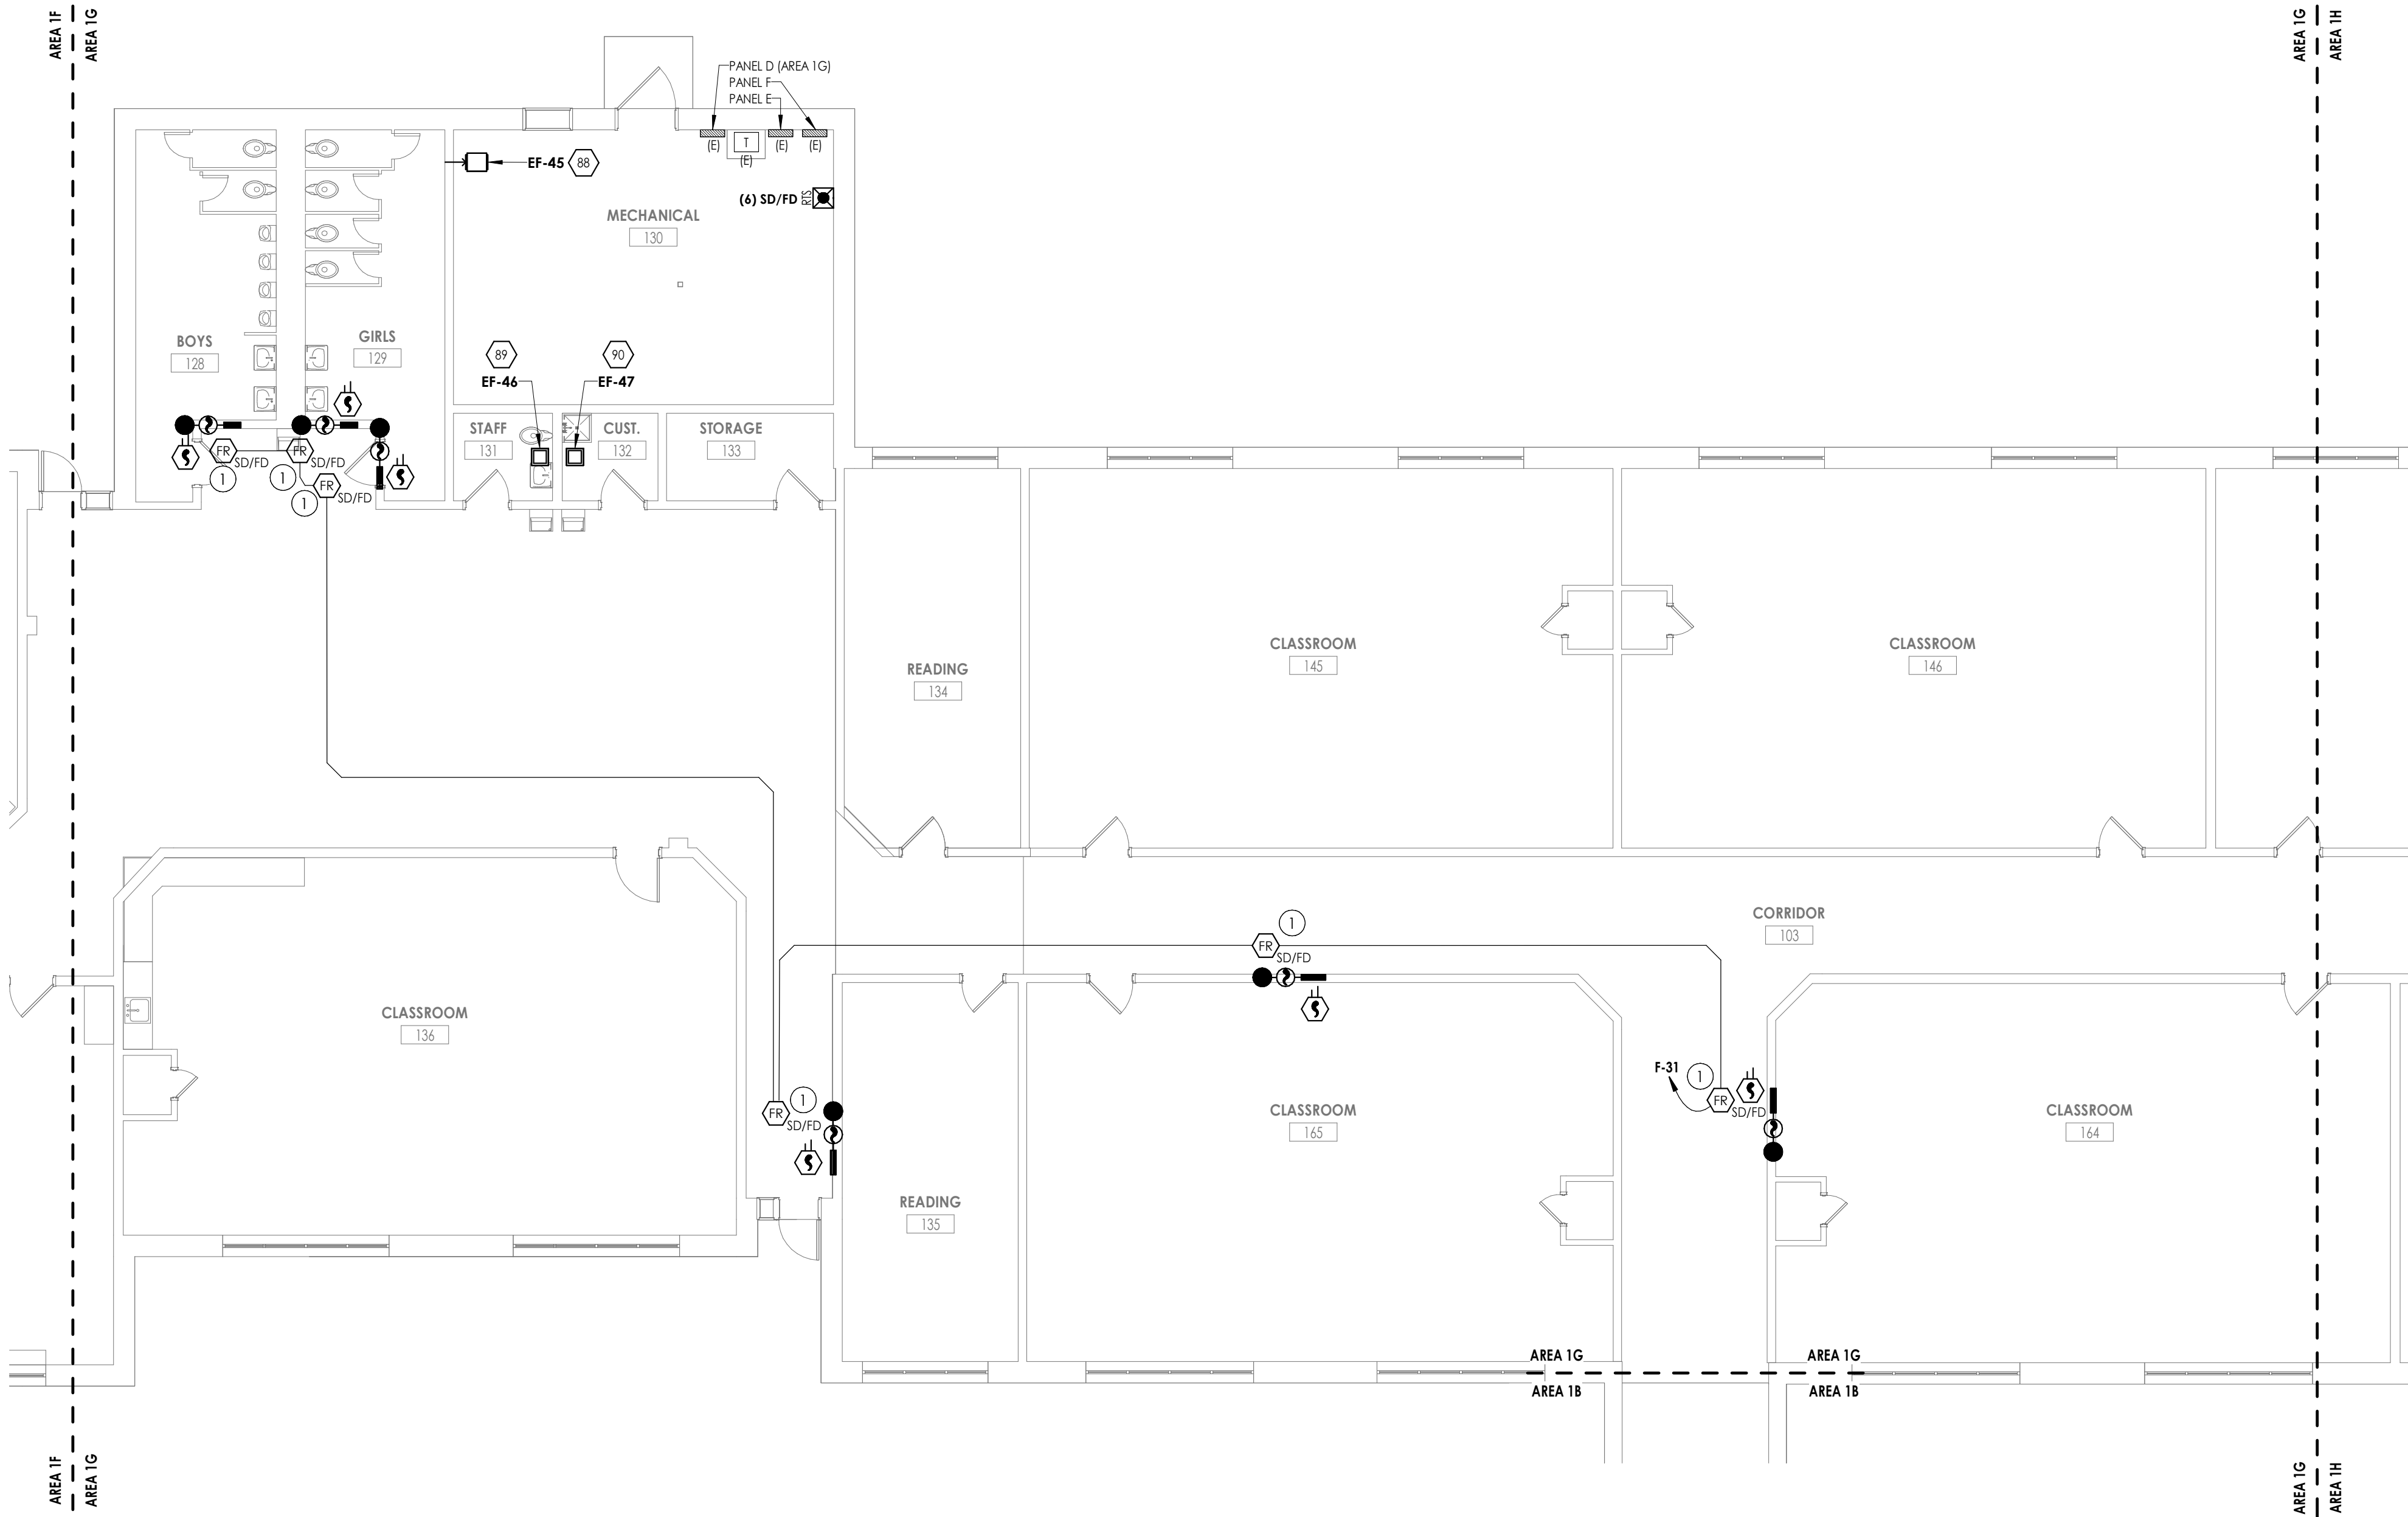 AREA 1F
AREA 1G
AREA 1G
AREA 1H
PANEL D (AREA 1G)
PANEL F
PANEL E
(E)
T
(E)
(E)
(E)
EF-45
88
(6) SD/FD
RTS
MECHANICAL
130
BOYS
128
GIRLS
129
89
EF-46
90
EF-47
STAFF
131
CUST.
132
STORAGE
133
FR
SD/FD
1
FR
SD/FD
1
FR
SD/FD
1
READING
134
CLASSROOM
145
CLASSROOM
146
CORRIDOR
103
1
FR
SD/FD
CLASSROOM
136
1
FR
SD/FD
READING
135
CLASSROOM
165
F-31
1
FR
SD/FD
CLASSROOM
164
AREA 1G
AREA 1B
AREA 1G
AREA 1B
AREA 1F
AREA 1G
AREA 1G
AREA 1H